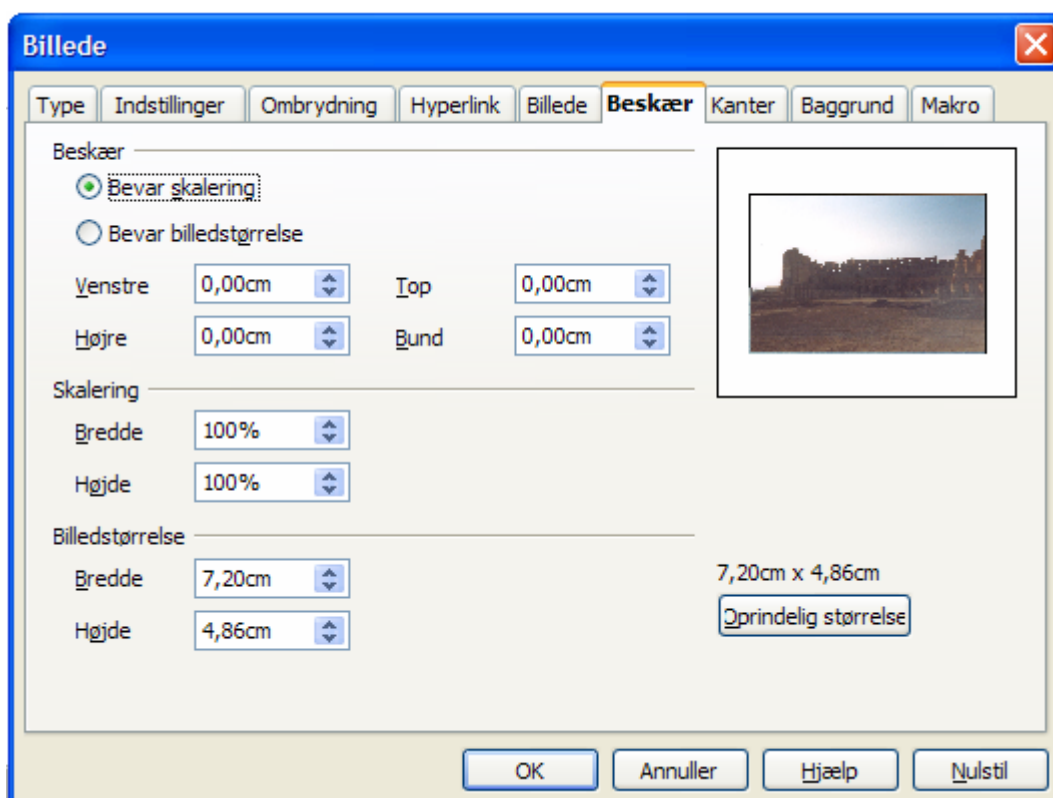 Billede
Type Indstillinger Ombrydning Hyperlink Billede Beskær Kanter Baggrund Makro
Beskær
Bevar skalering
Bevar billedstørrelse
Venstre 0,00cm Top 0,00cm
Højre 0,00cm Bund 0,00cm
Skalering
Bredde 100%
Højde 100%
Billedstørrelse
Bredde 7,20cm 7,20cm x 4,86cm
Højde 4,86cm Oprindelig størrelse
OK Annuller Hjælp Nulstil